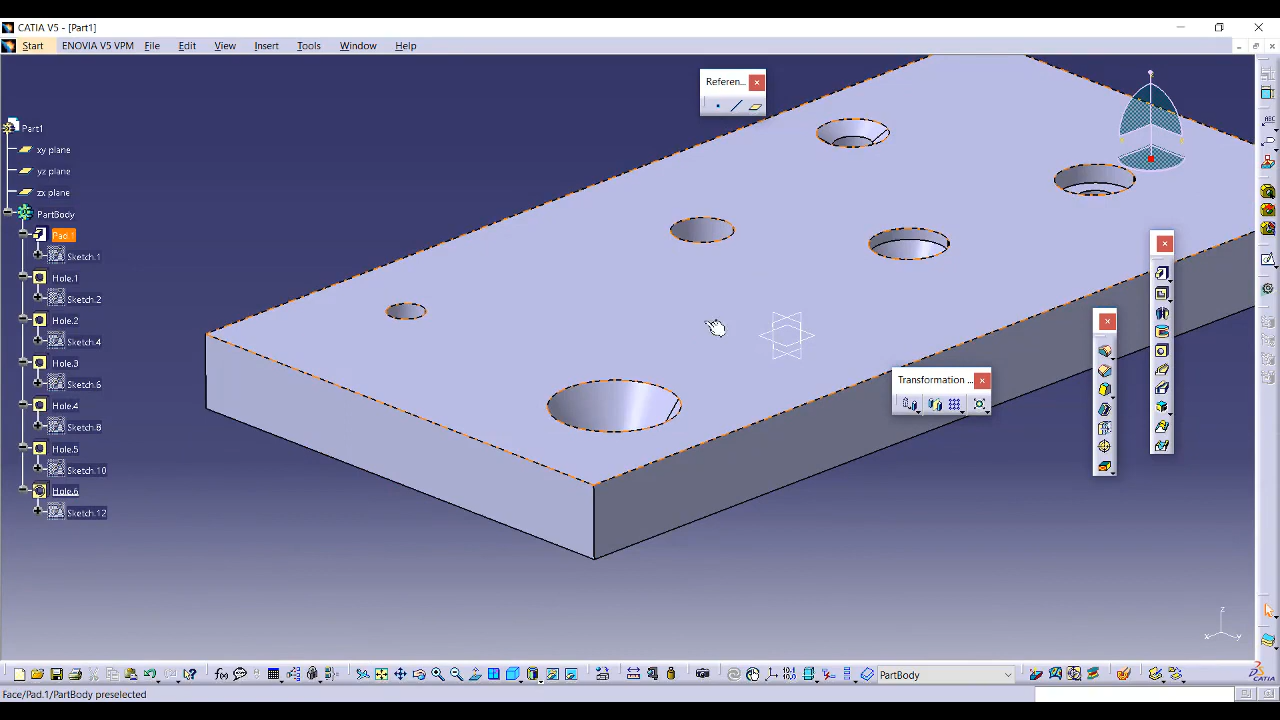 CATIA V5 - [Part1]
Start ENOVIA V5 VPM File Edit View Insert Tools Window Help
Referen...
Part1
xy plane
yz plane
zx plane
PartBody
Pad.1
Sketch.1
Hole.1
Sketch.2
Hole.2
Sketch.4
Hole.3
Sketch.6
Hole.4
Sketch.8
Hole.5
Sketch.10
Hole.6
Sketch.12
Transformation ...
z
x y
PartBody
CATIA
Face/Pad.1/PartBody preselected